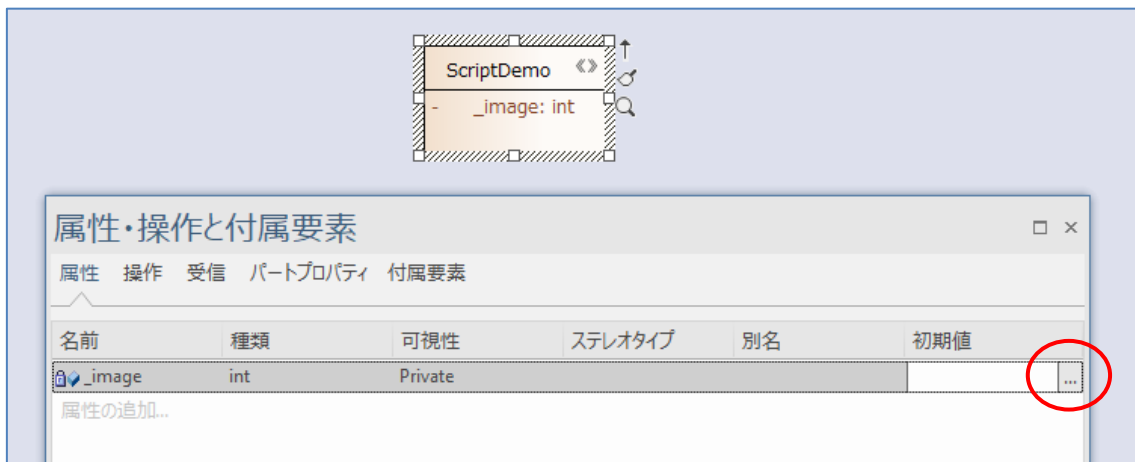 ScriptDemo «»
- _image: int
属性・操作と付属要素
属性 操作 受信 パートプロパティ 付属要素
名前 種類 可視性 ステレオタイプ 別名 初期値
_image int Private ...
属性の追加...